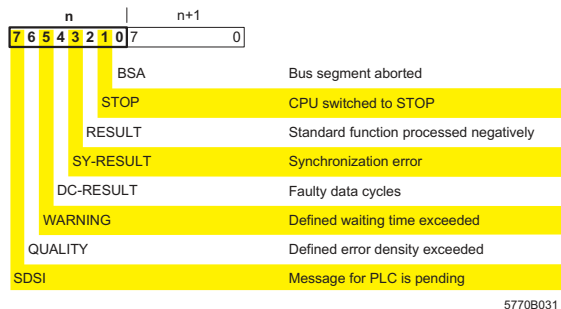 n n+1
7 6 5 4 3 2 1 0 7 0
BSA Bus segment aborted
STOP CPU switched to STOP
RESULT Standard function processed negatively
SY-RESULT Synchronization error
DC-RESULT Faulty data cycles
WARNING Defined waiting time exceeded
QUALITY Defined error density exceeded
SDSI Message for PLC is pending
5770B031